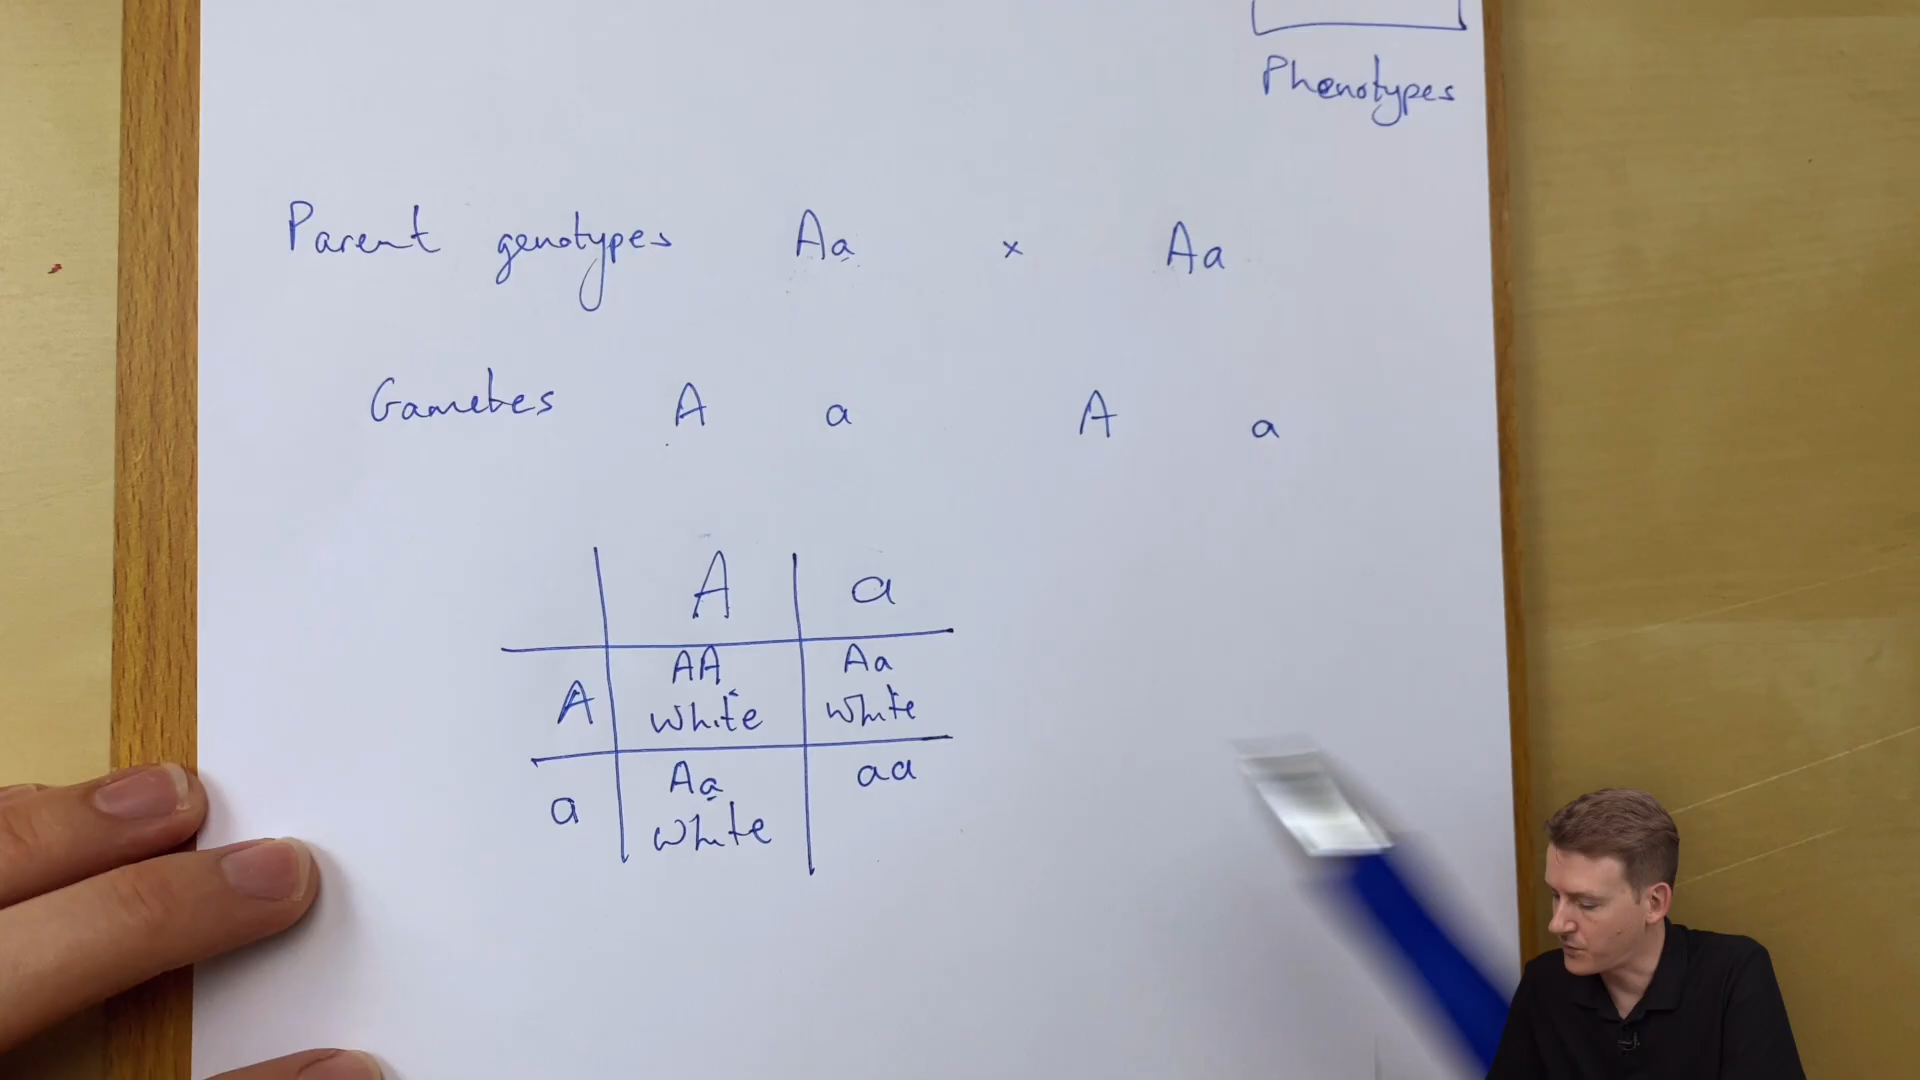 Phenotypes
Parent genotypes Aa x Aa
Gametes A a A a
A a
A AA Aa
white white
a Aa aa
white